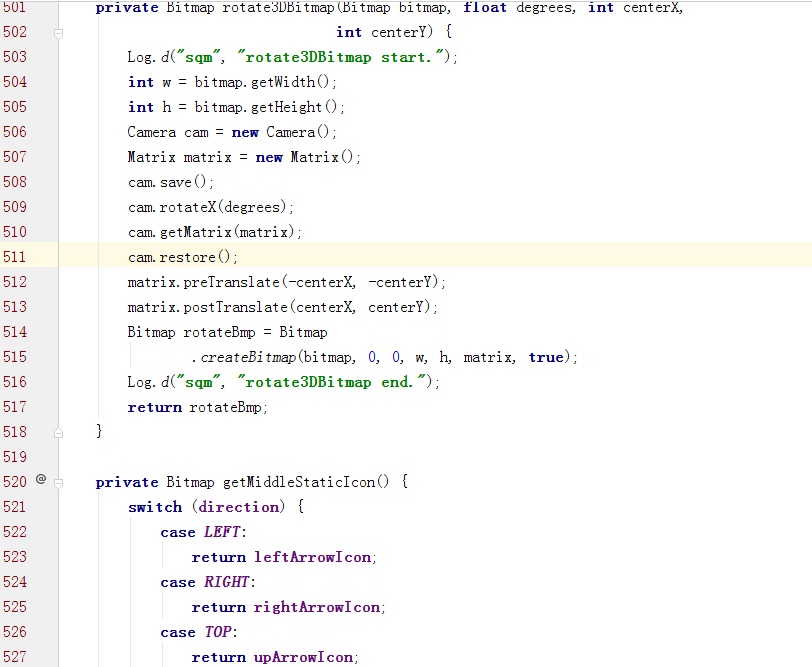 501 private Bitmap rotate3DBitmap(Bitmap bitmap, float degrees, int centerX,
502 int centerY) {
503 Log.d("sqm", "rotate3DBitmap start.");
504 int w = bitmap.getWidth();
505 int h = bitmap.getHeight();
506 Camera cam = new Camera();
507 Matrix matrix = new Matrix();
508 cam.save();
509 cam.rotateX(degrees);
510 cam.getMatrix(matrix);
511 cam.restore();
512 matrix.preTranslate(-centerX, -centerY);
513 matrix.postTranslate(centerX, centerY);
514 Bitmap rotateBmp = Bitmap
515 .createBitmap(bitmap, 0, 0, w, h, matrix, true);
516 Log.d("sqm", "rotate3DBitmap end.");
517 return rotateBmp;
518 }
519
520 @ private Bitmap getMiddleStaticIcon() {
521 switch (direction) {
522 case LEFT:
523 return leftArrowIcon;
524 case RIGHT:
525 return rightArrowIcon;
526 case TOP:
527 return upArrowIcon;